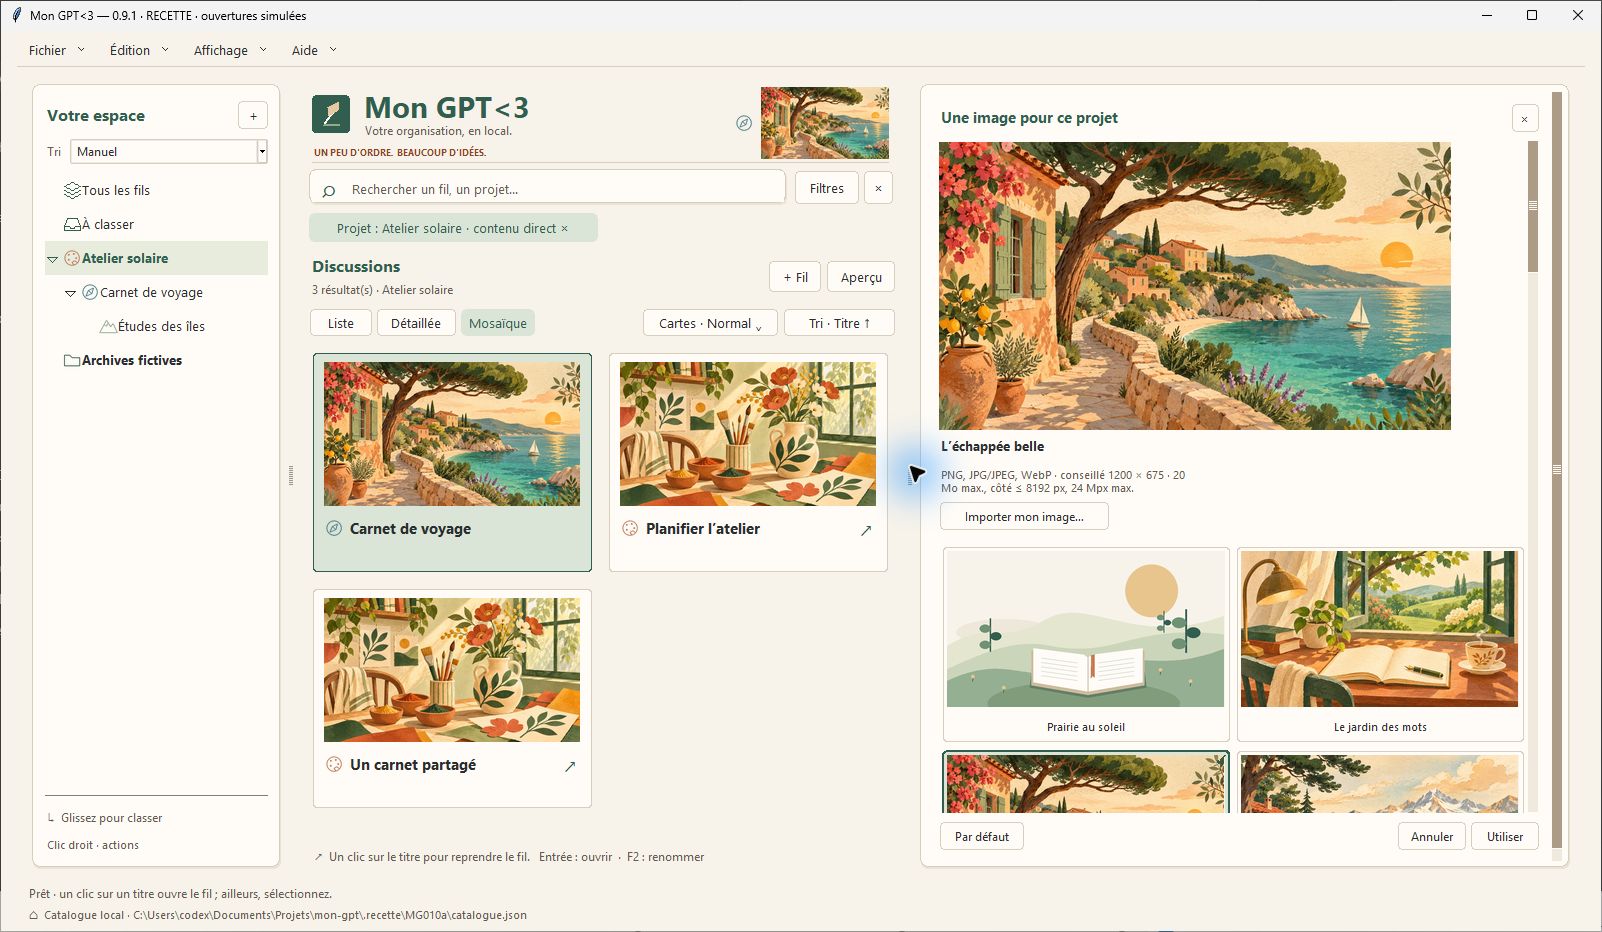 Mon GPT<3 — 0.9.1 · RECETTE · ouvertures simulées
Fichier Édition Affichage Aide
Votre espace +
Tri Manuel
Tous les fils
À classer
Atelier solaire
Carnet de voyage
Études des îles
Archives fictives
↳ Glissez pour classer
Clic droit · actions
Mon GPT<3
Votre organisation, en local.
UN PEU D'ORDRE. BEAUCOUP D'IDÉES.
Rechercher un fil, un projet... Filtres ×
Projet : Atelier solaire · contenu direct ×
Discussions
3 résultat(s) · Atelier solaire
+ Fil Aperçu
Liste Détaillée Mosaïque Cartes · Normal Tri · Titre ↑
Carnet de voyage
Planifier l’atelier ↗
Un carnet partagé ↗
↗ Un clic sur le titre pour reprendre le fil. Entrée : ouvrir · F2 : renommer
Une image pour ce projet ×
L’échappée belle
PNG, JPG/JPEG, WebP · conseillé 1200 × 675 · 20
Mo max., côté ≤ 8192 px, 24 Mpx max.
Importer mon image...
Prairie au soleil
Le jardin des mots
Par défaut Annuler Utiliser
Prêt · un clic sur un titre ouvre le fil ; ailleurs, sélectionnez.
Catalogue local · C:\Users\codex\Documents\Projets\mon-gpt\.recette\MG010a\catalogue.json